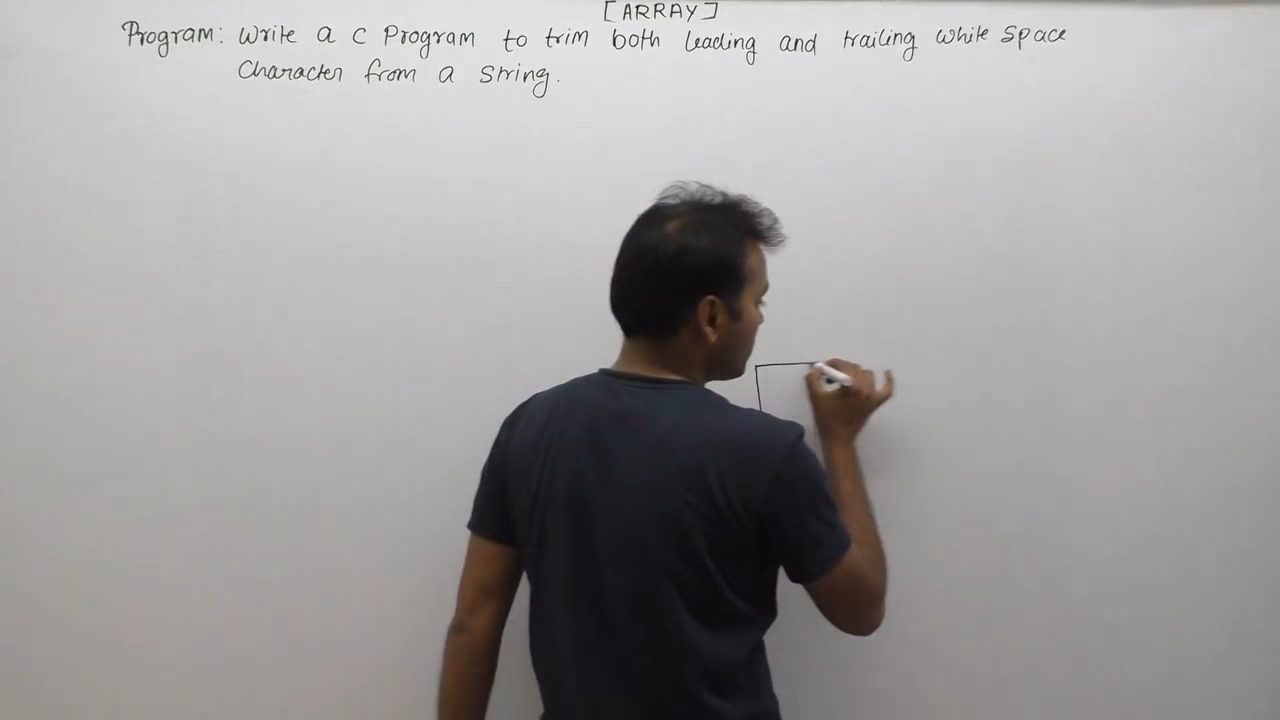 [ARRAY]
Program: Write a C Program to trim both leading and trailing white space
Character from a string.